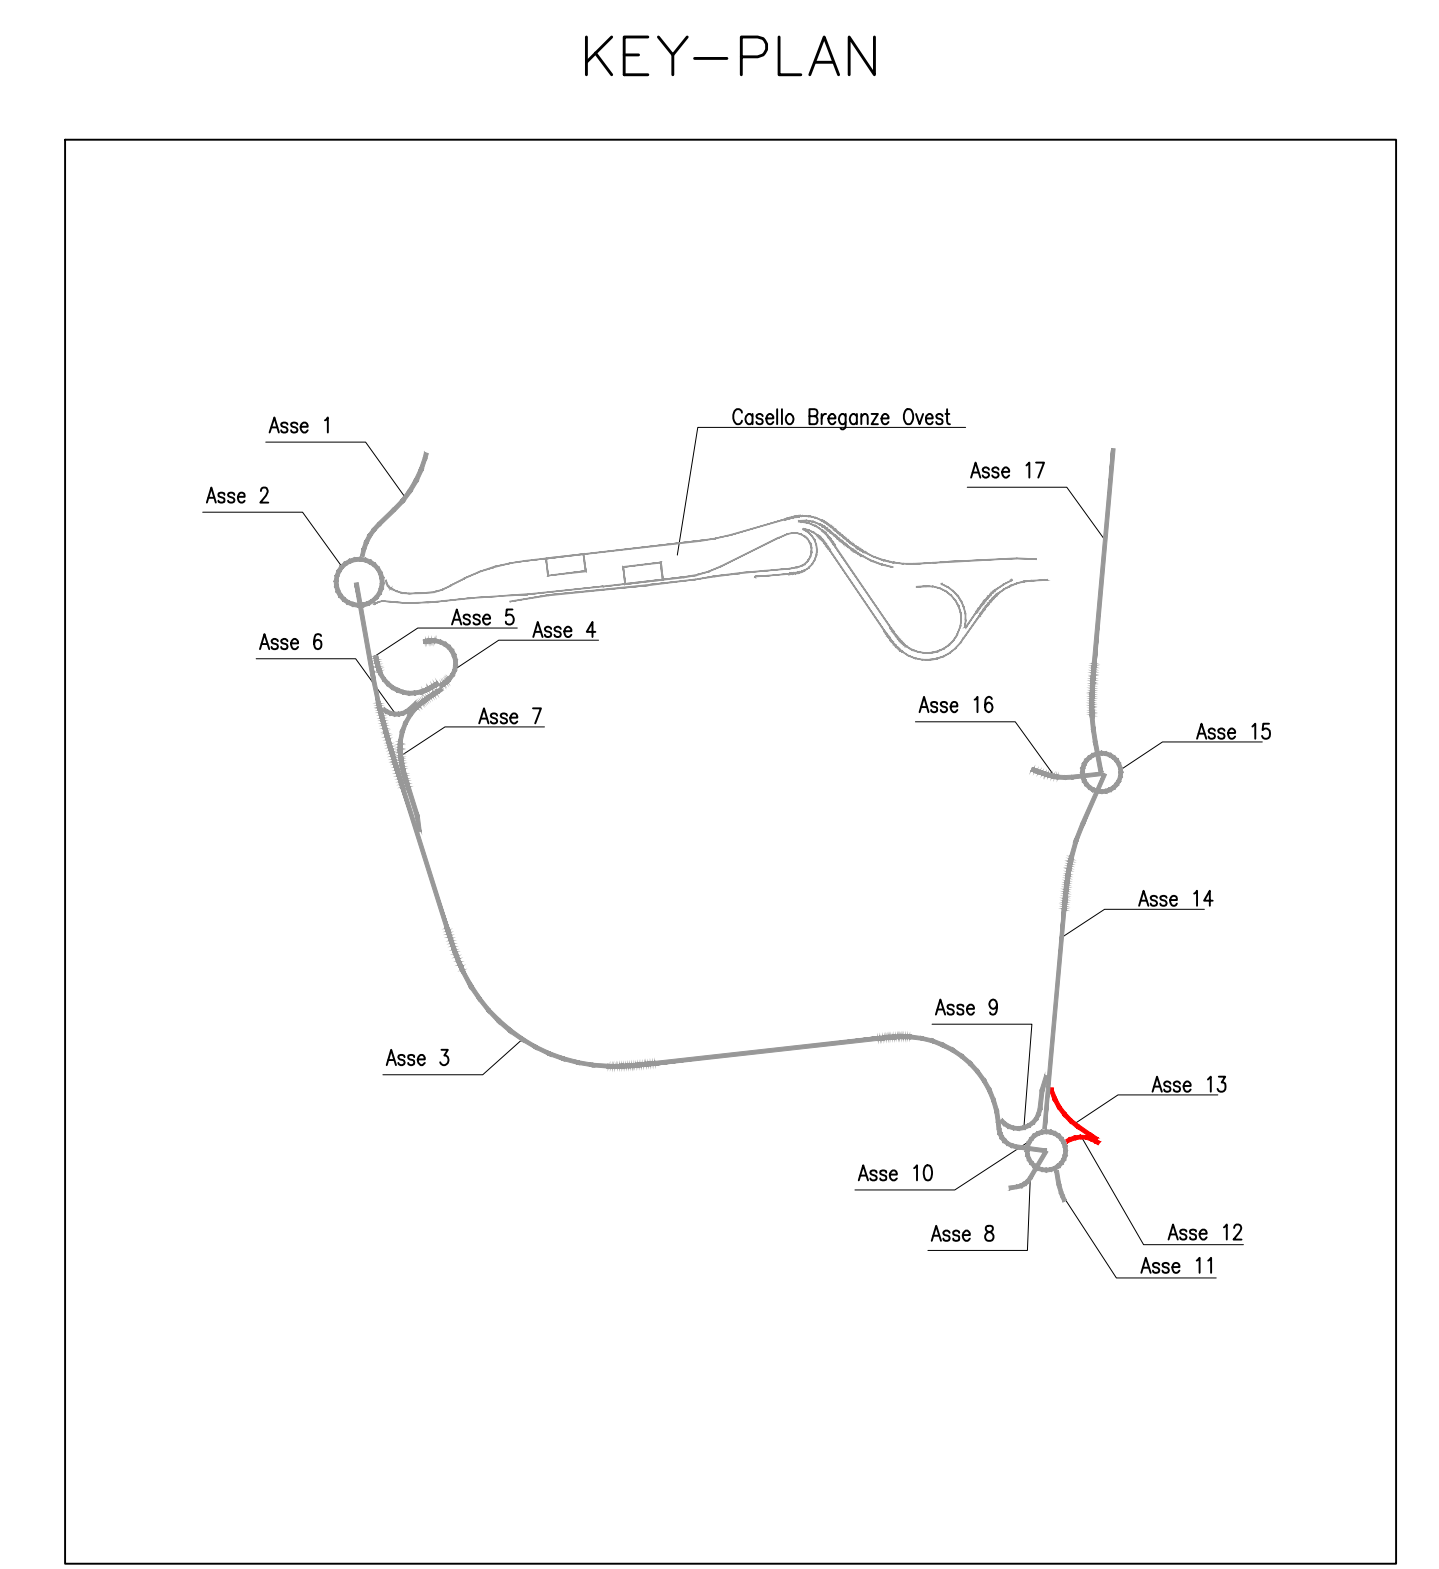 KEY-PLAN
Casello Breganze Ovest
Asse 1
Asse 17
Asse 2
Asse 5
Asse 4
Asse 6
Asse 16
Asse 7
Asse 15
Asse 14
Asse 9
Asse 3
Asse 13
Asse 10
Asse 8
Asse 12
Asse 11